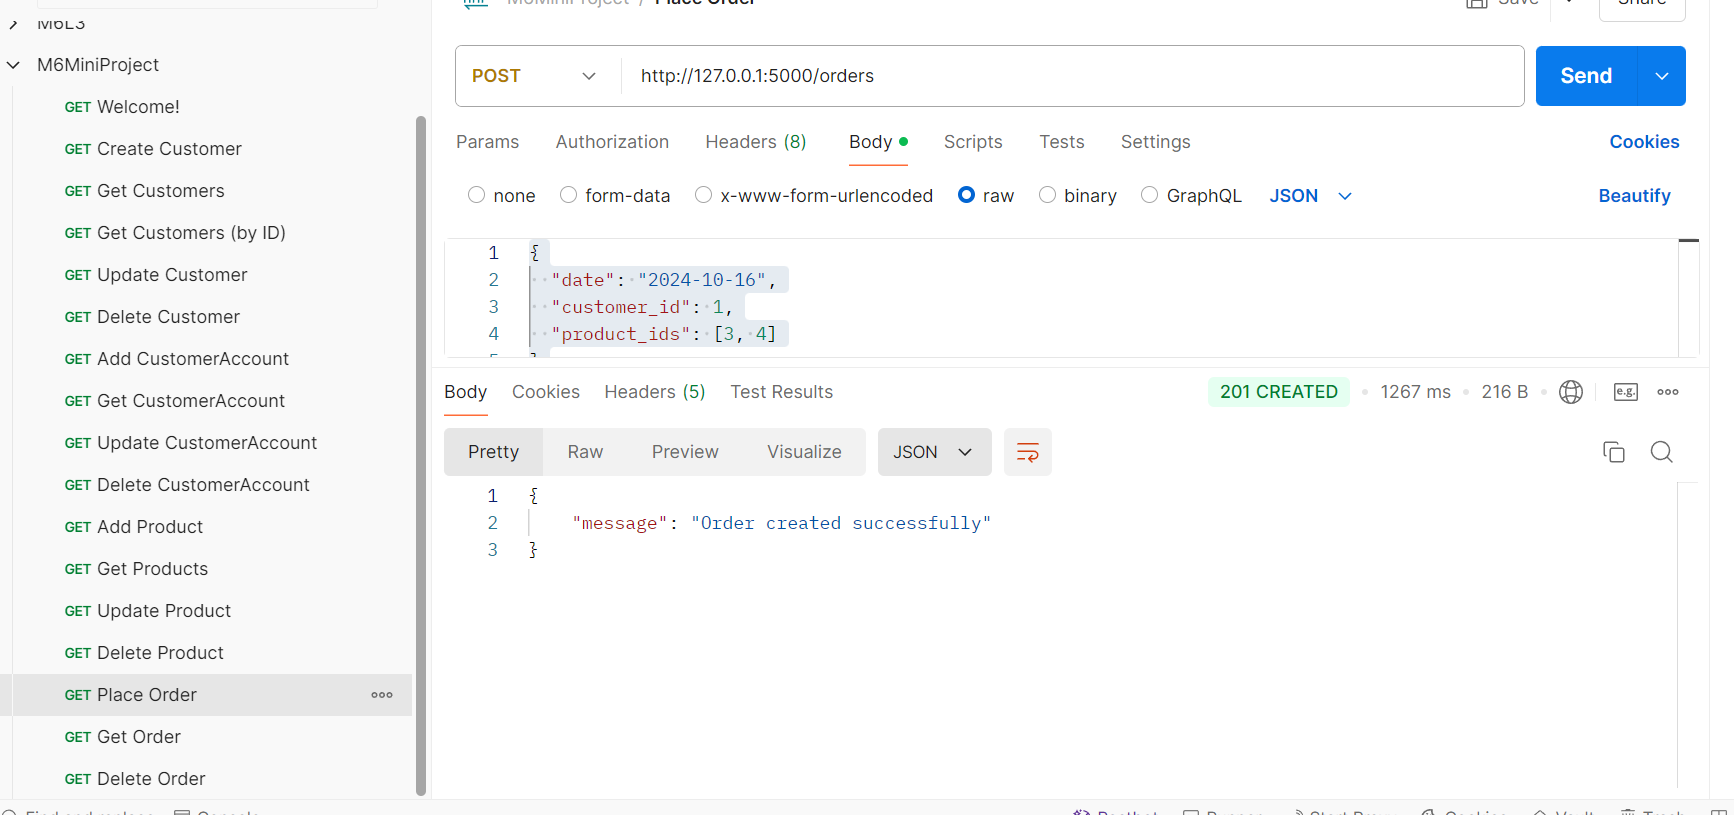 M6L3
M6MiniProject
GET Welcome!
GET Create Customer
GET Get Customers
GET Get Customers (by ID)
GET Update Customer
GET Delete Customer
GET Add CustomerAccount
GET Get CustomerAccount
GET Update CustomerAccount
GET Delete CustomerAccount
GET Add Product
GET Get Products
GET Update Product
GET Delete Product
GET Place Order
GET Get Order
GET Delete Order
M6MiniProject / Place Order
Save
Share
POST
http://127.0.0.1:5000/orders
Send
Params Authorization Headers (8) Body Scripts Tests Settings Cookies
none form-data x-www-form-urlencoded raw binary GraphQL JSON Beautify
1 {
2 "date": "2024-10-16",
3 "customer_id": 1,
4 "product_ids": [3, 4]
5 }
Body Cookies Headers (5) Test Results 201 CREATED 1267 ms 216 B e.g.
Pretty Raw Preview Visualize JSON
1 {
2 "message": "Order created successfully"
3 }
Find and replace Console Postbot Runner Start Proxy Cookies Vault Trash